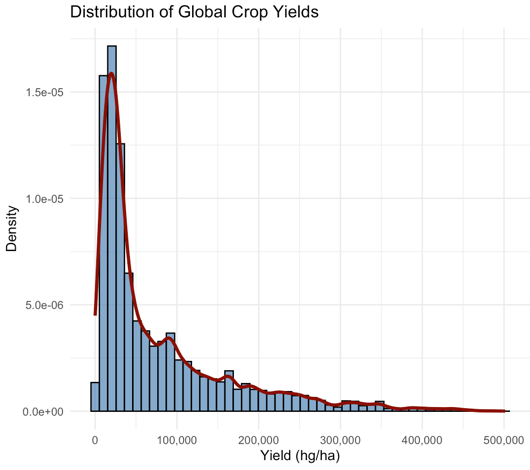 Distribution of Global Crop Yields
1.5e-05
1.0e-05
5.0e-06
0.0e+00
Density
0
100,000
200,000
300,000
400,000
500,000
Yield (hg/ha)